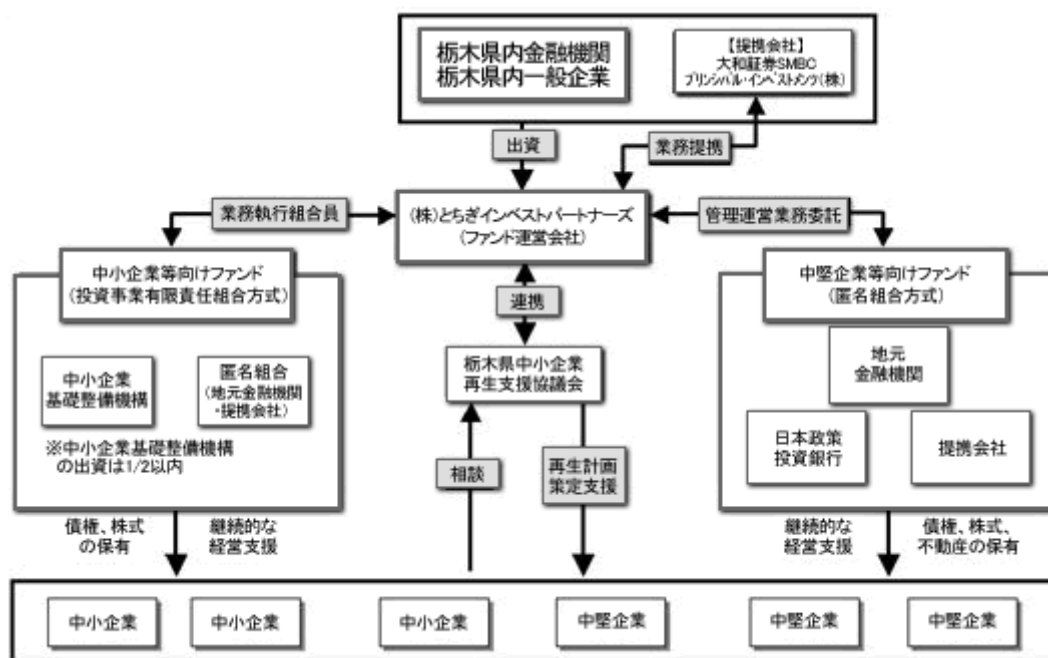 栃木県内金融機関
栃木県内一般企業
【提携会社】
大和証券SMBC
プリンシパル・インベストメンツ(株)
出資
業務提携
業務執行組合員
(株)とちぎインベストパートナーズ
(ファンド運営会社)
管理運営業務委託
中小企業等向けファンド
(投資事業有限責任組合方式)
中堅企業等向けファンド
(匿名組合方式)
連携
中小企業
基礎整備機構
匿名組合
(地元金融機関
・提携会社)
※中小企業基礎整備機構
の出資は1/2以内
栃木県中小企業
再生支援協議会
地元
金融機関
日本政策
投資銀行
提携会社
相談
再生計画
策定支援
債権、株式
の保有
継続的な
経営支援
継続的な
経営支援
債権、株式、
不動産の保有
中小企業
中小企業
中小企業
中堅企業
中堅企業
中堅企業